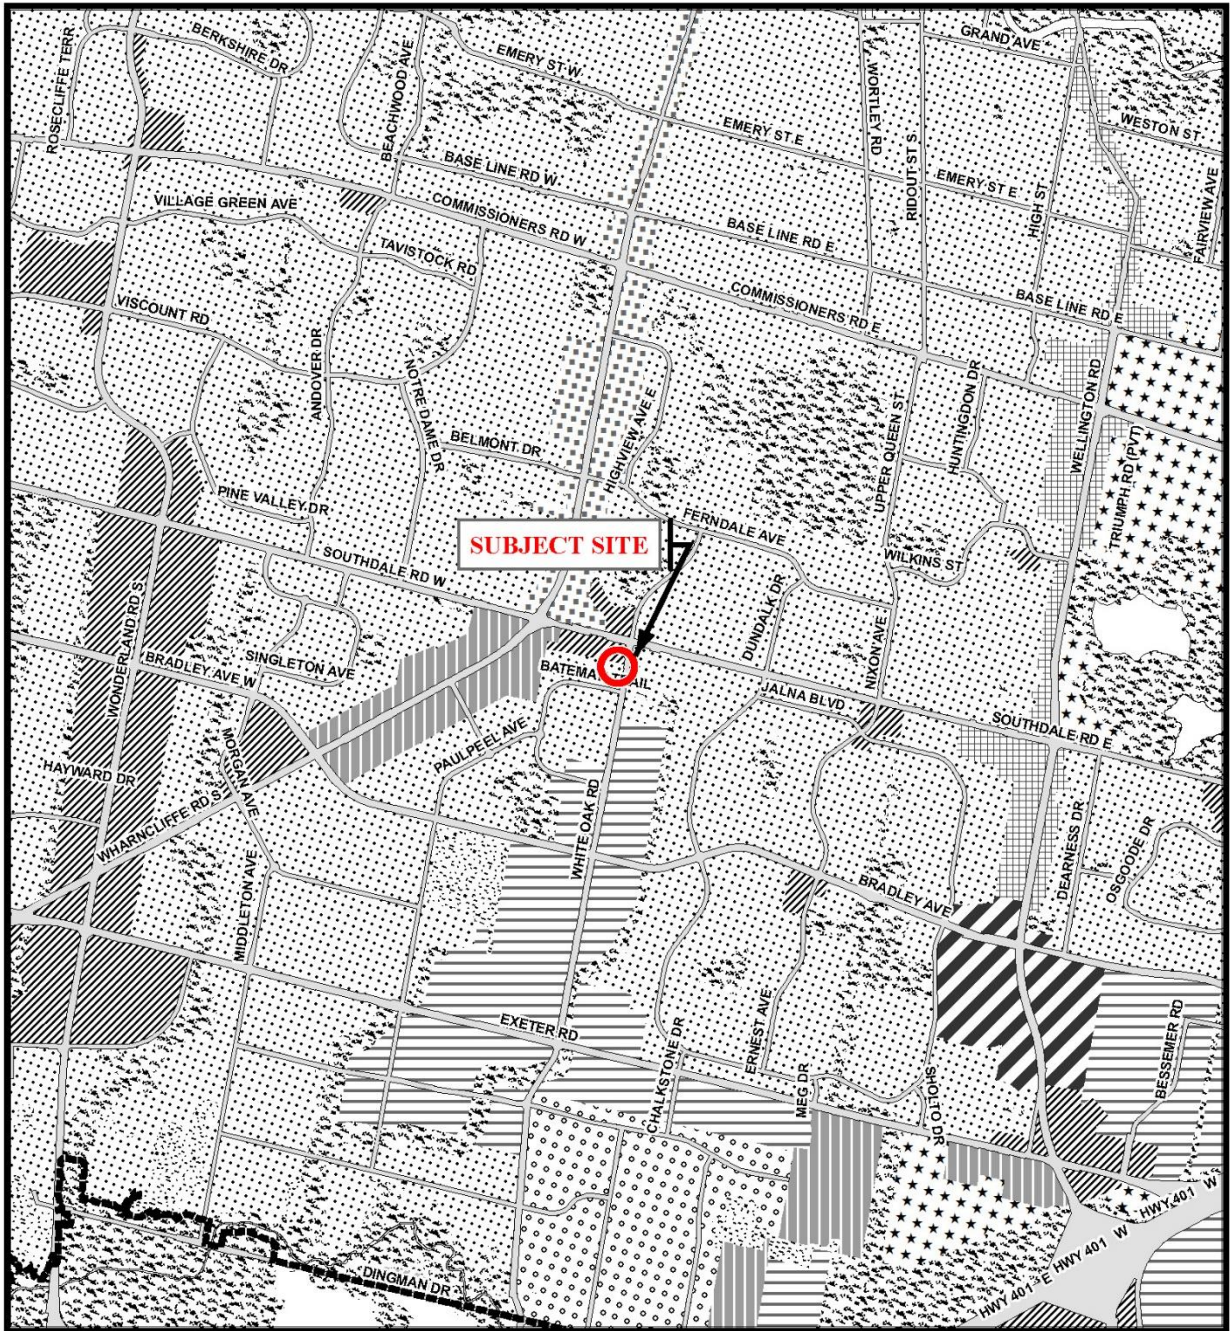 BERKSHIRE DR
ROSECLIFFE TERR
BEACHWOOD AVE
EMERY ST W
GRAND AVE
WORTLEY RD
RIDOUT ST S
WESTON ST
EMERY ST E
EMERY ST E
BASE LINE RD W
HIGH ST
FAIRVIEW AVE
VILLAGE GREEN AVE
COMMISSIONERS RD W
TAVISTOCK RD
BASE LINE RD E
COMMISSIONERS RD E
BASE LINE RD E
VISCOUNT RD
ANDOVER DR
NOTRE DAME DR
HIGHVIEW AVE E
BELMONT DR
UPPER QUEEN ST
HUNTINGDON DR
WELLINGTON RD
TRIUMPH RD (PVT)
PINE VALLEY DR
FERNDALE AVE
SUBJECT SITE
SOUTHDALE RD W
WILKINS ST
DUNDALK DR
NIXON AVE
WONDERLAND RD S
BRADLEY AVE W
SINGLETON AVE
JALNA BLVD
SOUTHDALE RD E
PAULPEEL AVE
MORGAN AVE
HAYWARD DR
WHARNCLIFFE RD S
WHITE OAK RD
DEARNESS DR
OSGOODE DR
MIDDLETON AVE
BRADLEY AVE
EXETER RD
CHALKSTONE DR
ERNEST AVE
MEG DR
SHOLTO DR
BESSEMER RD
HWY 401 W
HWY 401 W
HWY 401 E
DINGMAN DR